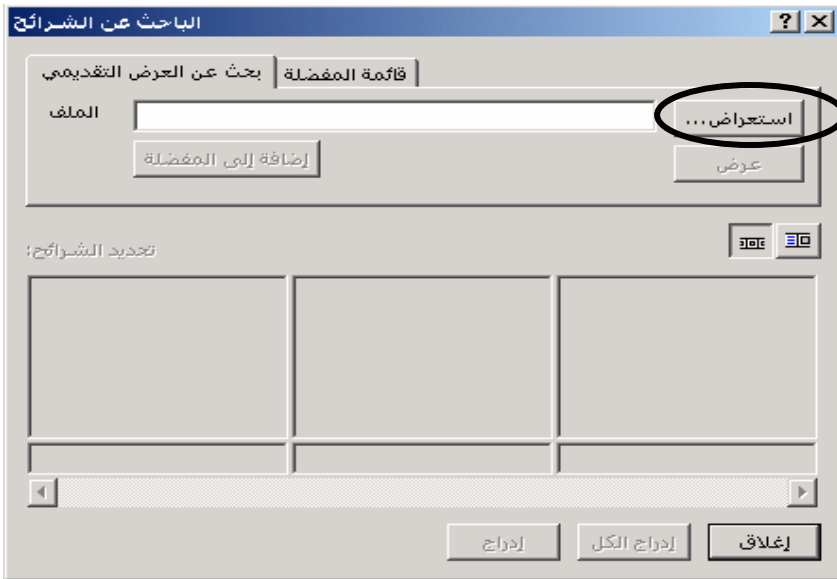 الباحث عن الشرائح
بحث عن العرض التقديمي
قائمة المفضلة
الملف
استعراض...
إضافة إلى المفضلة
عرض
تحديد الشرائح:
إدراج
إدراج الكل
إغلاق